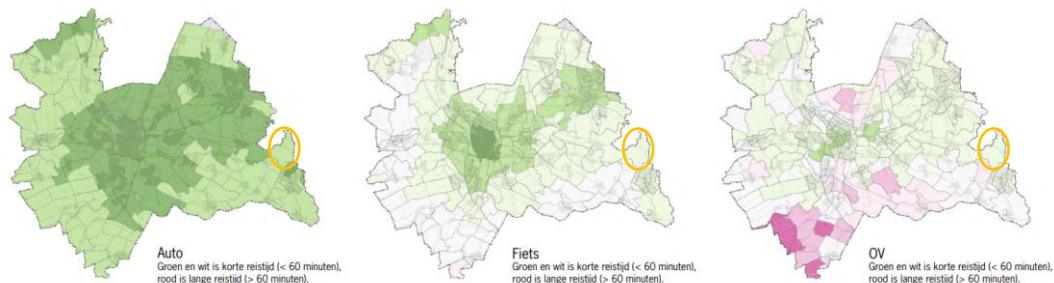 Auto
Groen en wit is korte reistijd (< 60 minuten),
rood is lange reistijd (> 60 minuten).
Fiets
Groen en wit is korte reistijd (< 60 minuten),
rood is lange reistijd (> 60 minuten).
OV
Groen en wit is korte reistijd (< 60 minuten),
rood is lange reistijd (> 60 minuten).